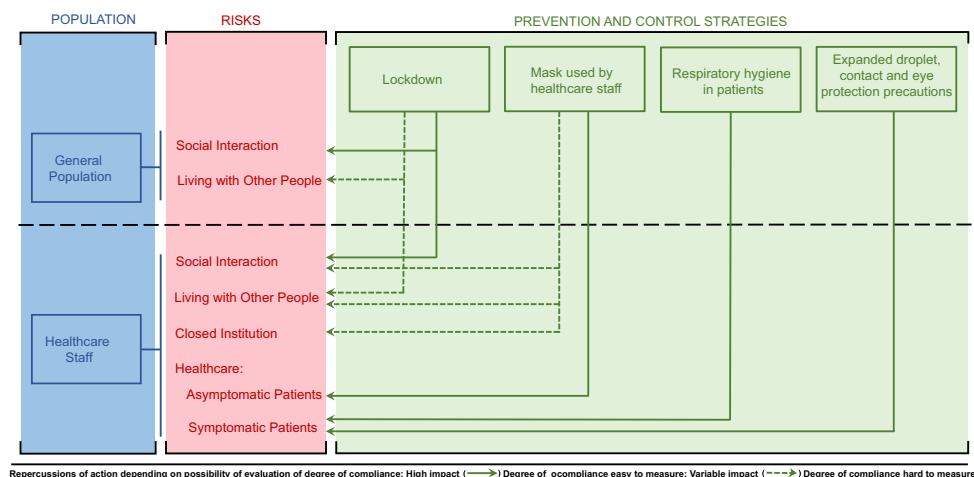 POPULATION
RISKS
PREVENTION AND CONTROL STRATEGIES
Lockdown
Mask used by
healthcare staff
Respiratory hygiene
in patients
Expanded droplet,
contact and eye
protection precautions
General
Population
Social Interaction
Living with Other People
Healthcare
Staff
Social Interaction
Living with Other People
Closed Institution
Healthcare:
Asymptomatic Patients
Symptomatic Patients
Repercussions of action depending on possibility of evaluation of degree of compliance: High impact ( ) Degree of ocompliance easy to measure; Variable impact ( ) Degree of compliance hard to measure